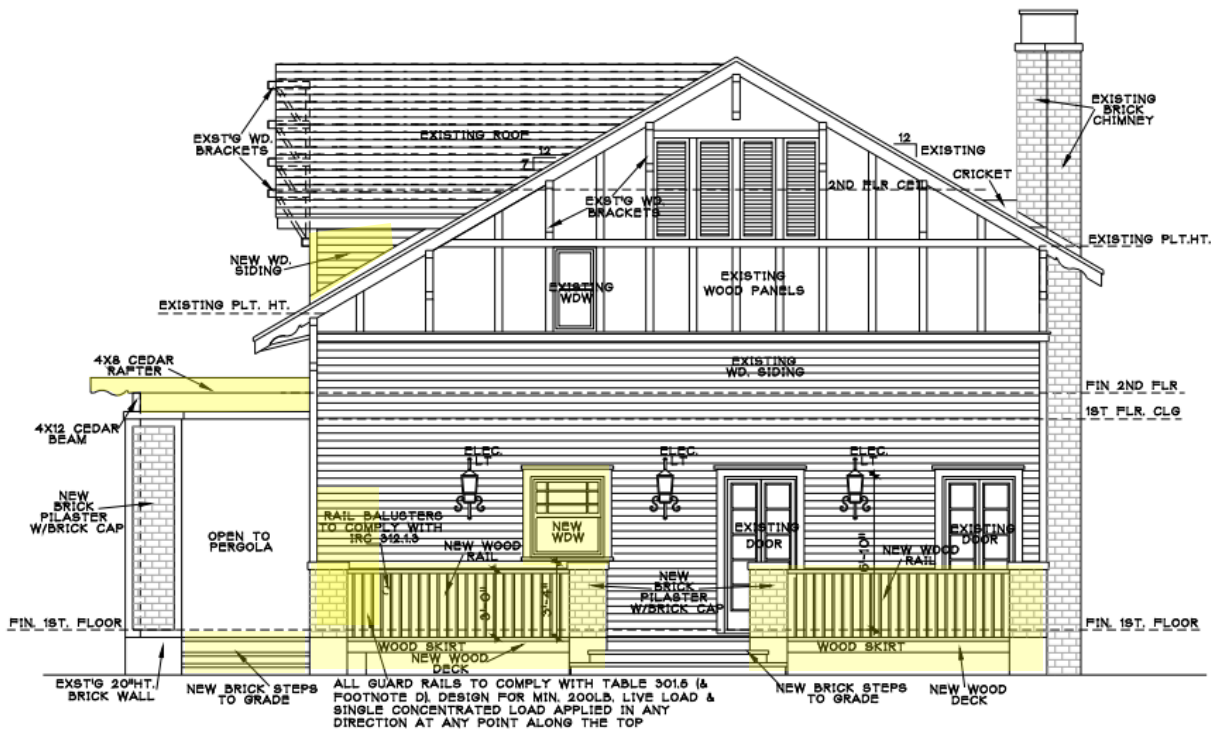 EXISTING
BRICK
CHIMNEY
EXST'G WD.
BRACKETS
EXISTING ROOF
12
7
12
EXISTING
CRICKET
2ND FLR CEIL
EXST'G WD.
BRACKETS
EXISTING PLT.HT.
NEW WD.
SIDING
EXISTING
WDW
EXISTING
WOOD PANELS
EXISTING PLT. HT.
4X8 CEDAR
RAFTER
EXISTING
WD. SIDING
FIN 2ND FLR
1ST FLR. CLG
4X12 CEDAR
BEAM
ELEC.
LT
ELEC.
LT
ELEC.
LT
NEW
BRICK
PILASTER
W/BRICK CAP
OPEN TO
PERGOLA
RAIL BALUSTERS
TO COMPLY WITH
IRC 312.1.3
NEW WOOD
RAIL
NEW
WDW
EXISTING
DOOR
6'-10"
EXISTING
DOOR
NEW WOOD
RAIL
NEW
BRICK
PILASTER
W/BRICK CAP
3'-0"
3'-4"
FIN. 1ST. FLOOR
FIN. 1ST. FLOOR
WOOD SKIRT
NEW WOOD
DECK
WOOD SKIRT
EXST'G 20"HT.
BRICK WALL
NEW BRICK STEPS
TO GRADE
ALL GUARD RAILS TO COMPLY WITH TABLE 301.5 (&
FOOTNOTE D). DESIGN FOR MIN. 200LB. LIVE LOAD &
SINGLE CONCENTRATED LOAD APPLIED IN ANY
DIRECTION AT ANY POINT ALONG THE TOP
NEW BRICK STEPS
TO GRADE
NEW WOOD
DECK